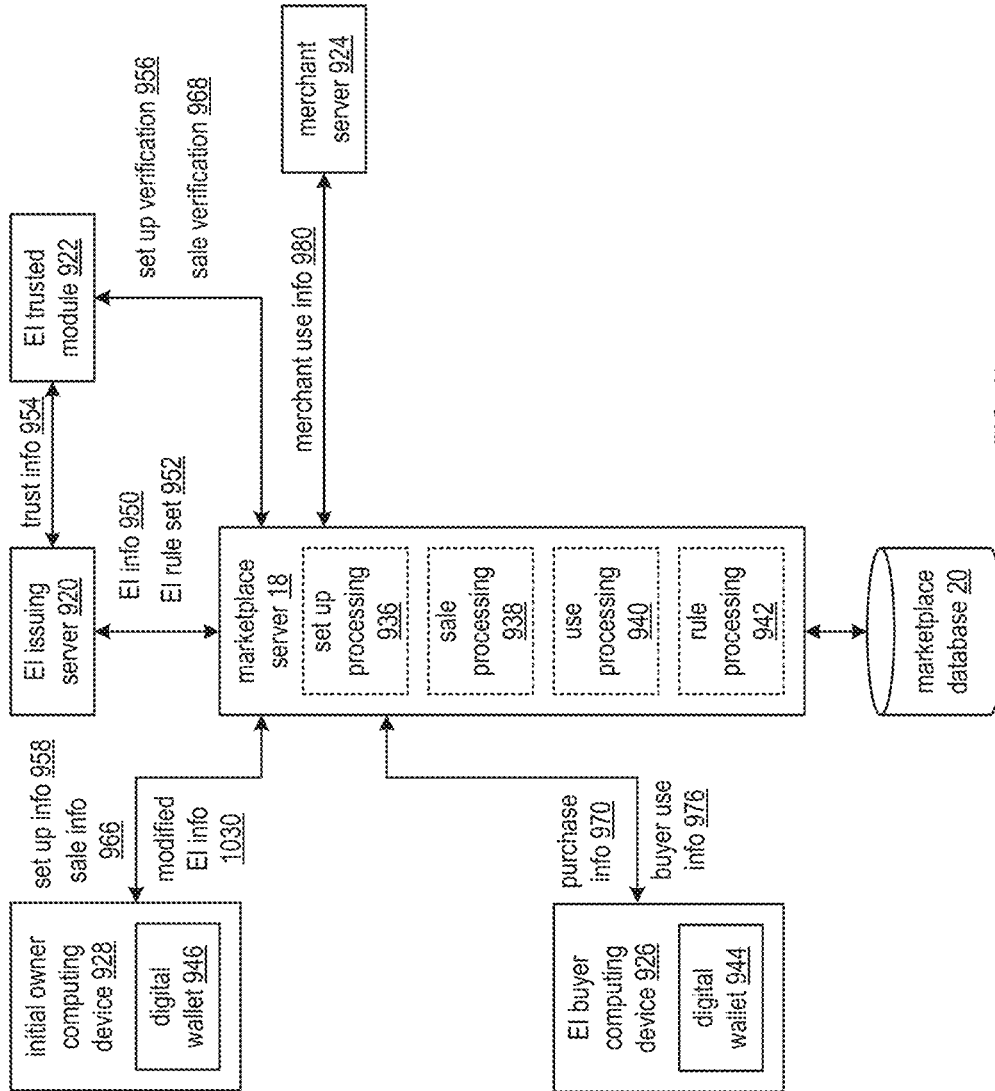 initial owner
computing
device 928
digital
wallet 946
set up info 958
sale info
966
modified
EI info
1030
EI issuing
server 920
trust info 954
EI trusted
module 922
EI info 950
EI rule set 952
set up verification 956
sale verification 968
merchant
server 924
merchant use info 980
marketplace
server 18
set up
processing
936
sale
processing
938
use
processing
940
rule
processing
942
EI buyer
computing
device 926
digital
wallet 944
purchase
info 970
buyer use
info 976
marketplace
database 20